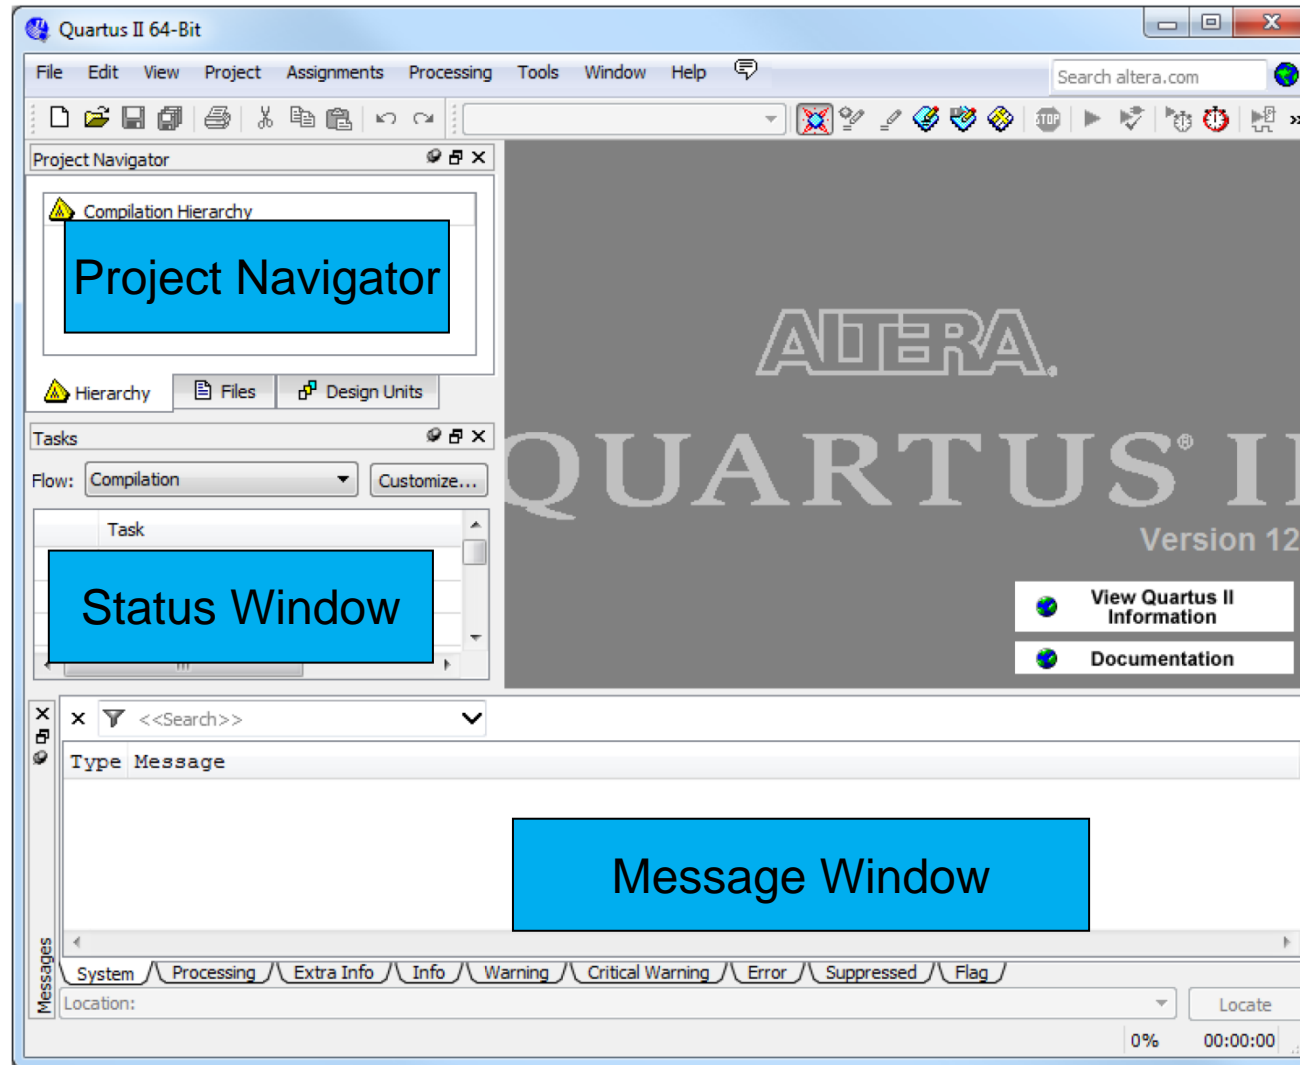 Quartus II 64-Bit
File Edit View Project Assignments Processing Tools Window Help
Search altera.com
STOP
Project Navigator
Compilation Hierarchy
Project Navigator
Hierarchy Files Design Units
Tasks
Flow: Compilation Customize...
Task
Status Window
ALTERA
QUARTUS® II
Version 12
View Quartus II
Information
Documentation
<<Search>>
Type Message
Message Window
Messages
System Processing Extra Info Info Warning Critical Warning Error Suppressed Flag
Location: Locate
0% 00:00:00